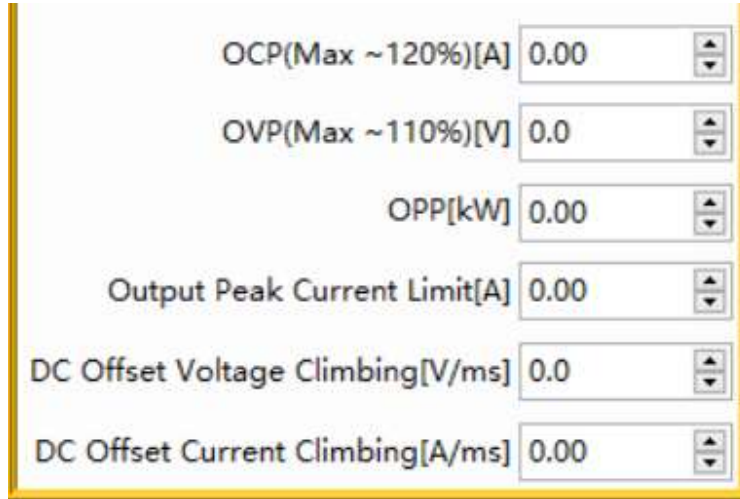 OCP(Max ~120%)[A] 0.00
OVP(Max ~110%)[V] 0.0
OPP[kW] 0.00
Output Peak Current Limit[A] 0.00
DC Offset Voltage Climbing[V/ms] 0.0
DC Offset Current Climbing[A/ms] 0.00